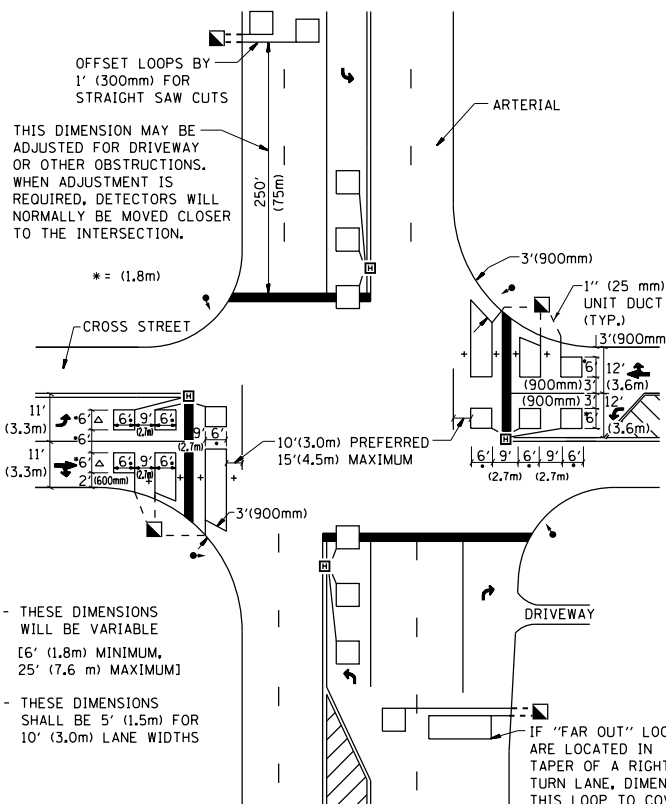 OFFSET LOOPS BY
1' (300mm) FOR
STRAIGHT SAW CUTS
THIS DIMENSION MAY BE
ADJUSTED FOR DRIVEWAY
OR OTHER OBSTRUCTIONS.
WHEN ADJUSTMENT IS
REQUIRED, DETECTORS WILL
NORMALLY BE MOVED CLOSER
TO THE INTERSECTION.
250'
(75m)
ARTERIAL
* = (1.8m)
3'(900mm)
1'' (25 mm)
UNIT DUCT
(TYP.)
CROSS STREET
H
3'(900mm
6'
12'
(3.6m)
(900mm) 3'
(900mm) 3'
6'
12'
(3.6m)
H
6' 9' 6' 9' 6'
(2.7m) (2.7m)
H
11'
(3.3m)
*6'
6' 9' 6'
(2.7m)
*6'
9' 6'
(2.7m)
11'
(3.3m)
*6'
6' 9' 6'
(2.7m)
2' (600mm)
10'(3.0m) PREFERRED
15'(4.5m) MAXIMUM
3'(900mm)
H
- THESE DIMENSIONS
WILL BE VARIABLE
[6' (1.8m) MINIMUM,
25' (7.6 m) MAXIMUM]
- THESE DIMENSIONS
SHALL BE 5' (1.5m) FOR
10' (3.0m) LANE WIDTHS
DRIVEWAY
IF "FAR OUT" LOO
ARE LOCATED IN
TAPER OF A RIGHT
TURN LANE, DIMEN
THIS LOOP TO COV